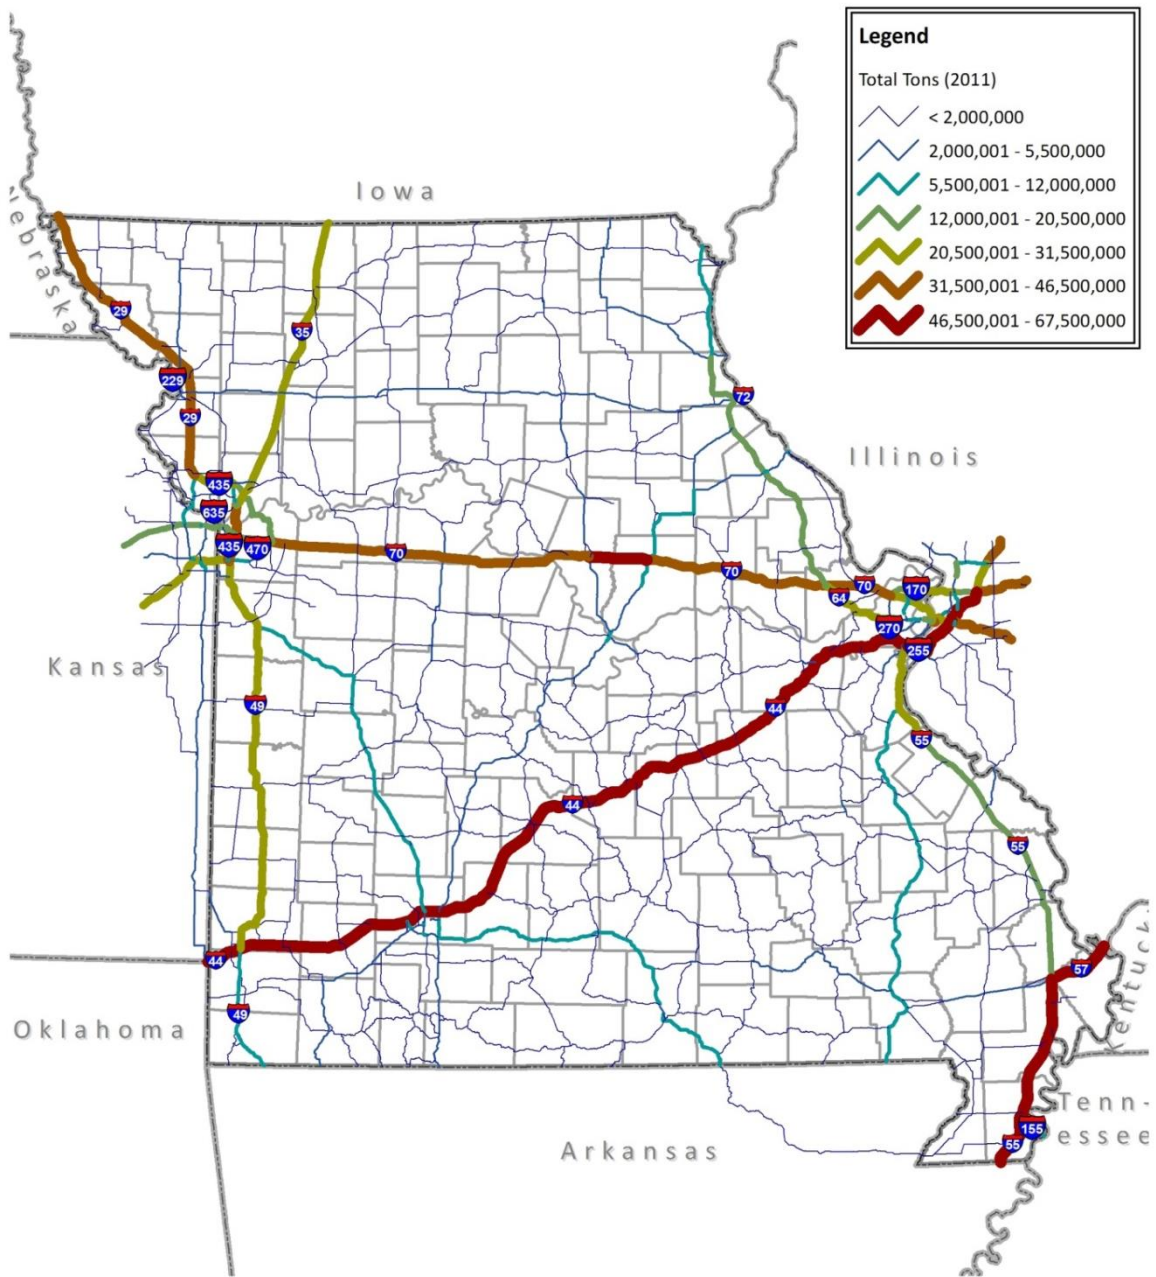 Legend
Total Tons (2011)
< 2,000,000
2,000,001 - 5,500,000
5,500,001 - 12,000,000
12,000,001 - 20,500,000
20,500,001 - 31,500,000
31,500,001 - 46,500,000
46,500,001 - 67,500,000
Iowa
Nebraska
29
35
229
72
29
Illinois
435
635
435
470
70
70
70
64
170
270
255
Kansas
49
44
55
44
55
44
57
Kentucky
49
Oklahoma
Tenn-
essee
155
55
Arkansas